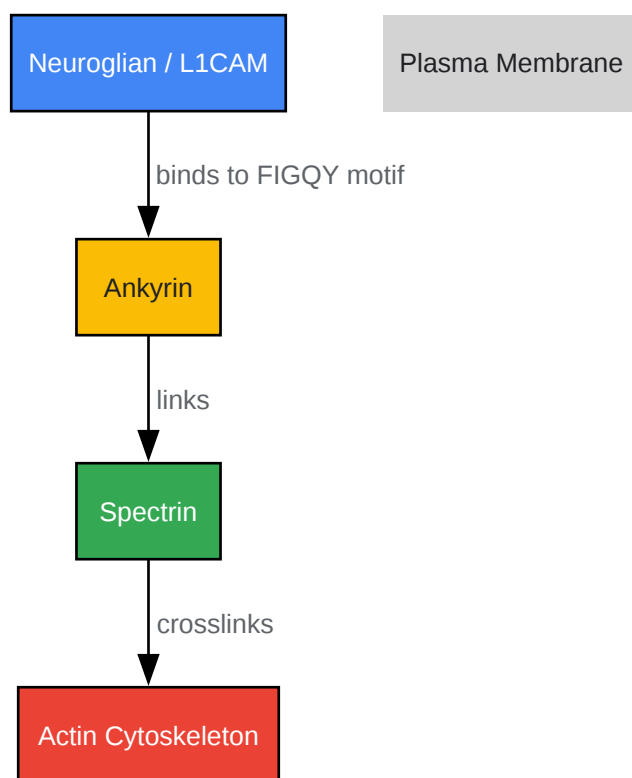 Neuroglian / L1CAM
Plasma Membrane
binds to FIGQY motif
Ankyrin
links
Spectrin
crosslinks
Actin Cytoskeleton